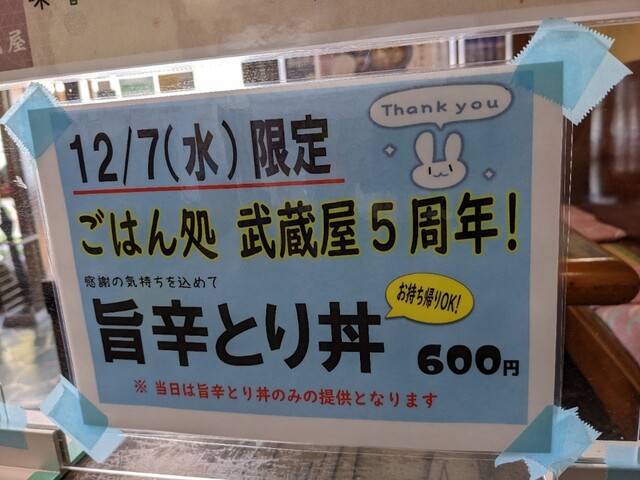 味
屋
Thank you
12/7(水) 限定
ごはん処 武蔵屋5周年!
感謝の気持ちを込めて
お持ち帰りOK!
旨辛とり丼 600円
※ 当日は旨辛とり丼のみの提供となります